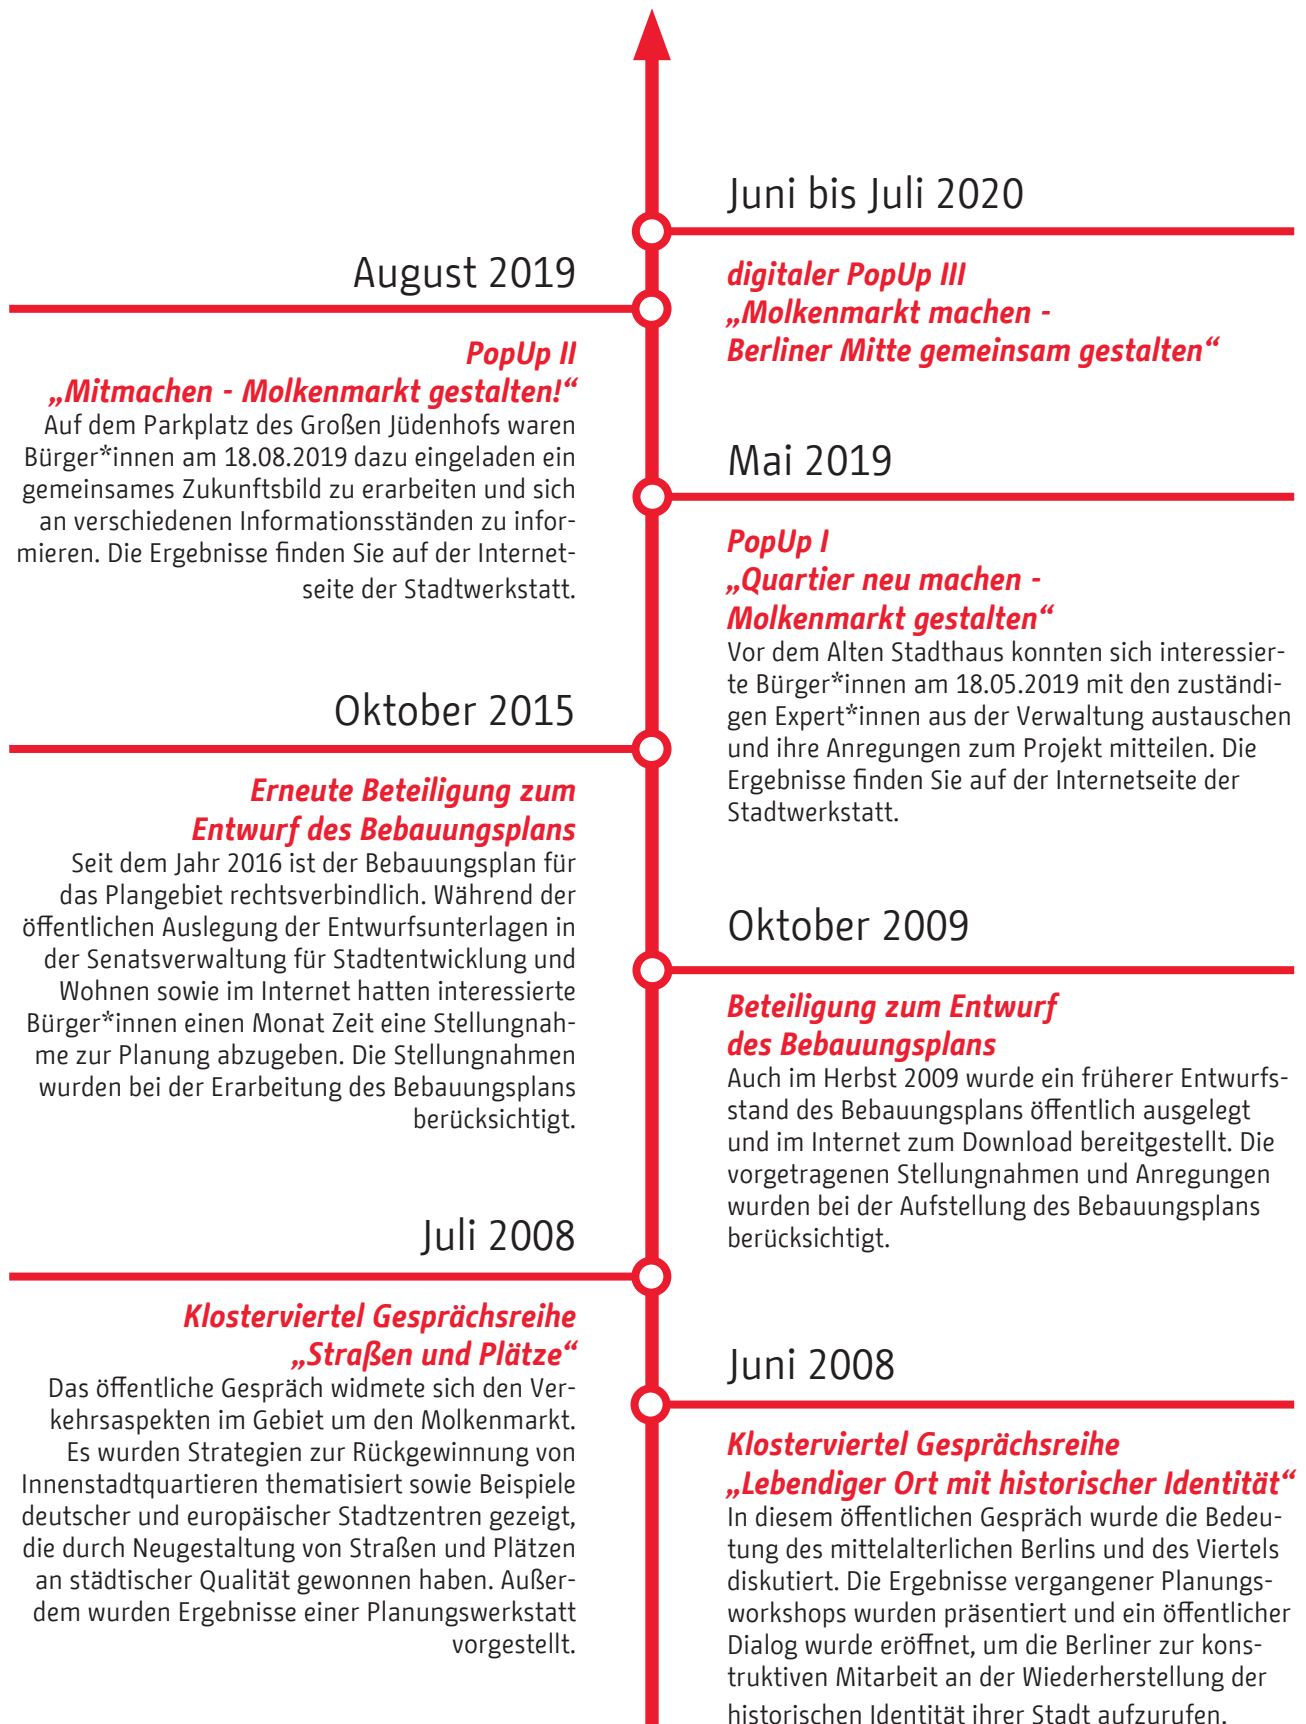 Juni bis Juli 2020
digitaler PopUp III
„Molkenmarkt machen -
Berliner Mitte gemeinsam gestalten“
August 2019
PopUp II
„Mitmachen - Molkenmarkt gestalten!“
Auf dem Parkplatz des Großen Jüdenhofs waren
Bürger*innen am 18.08.2019 dazu eingeladen ein
gemeinsames Zukunftsbild zu erarbeiten und sich
an verschiedenen Informationsständen zu infor-
mieren. Die Ergebnisse finden Sie auf der Internet-
seite der Stadtwerkstatt.
Mai 2019
PopUp I
„Quartier neu machen -
Molkenmarkt gestalten“
Vor dem Alten Stadthaus konnten sich interessier-
te Bürger*innen am 18.05.2019 mit den zuständi-
gen Expert*innen aus der Verwaltung austauschen
und ihre Anregungen zum Projekt mitteilen. Die
Ergebnisse finden Sie auf der Internetseite der
Stadtwerkstatt.
Oktober 2015
Erneute Beteiligung zum
Entwurf des Bebauungsplans
Seit dem Jahr 2016 ist der Bebauungsplan für
das Plangebiet rechtsverbindlich. Während der
öffentlichen Auslegung der Entwurfsunterlagen in
der Senatsverwaltung für Stadtentwicklung und
Wohnen sowie im Internet hatten interessierte
Bürger*innen einen Monat Zeit eine Stellungnah-
me zur Planung abzugeben. Die Stellungnahmen
wurden bei der Erarbeitung des Bebauungsplans
berücksichtigt.
Oktober 2009
Beteiligung zum Entwurf
des Bebauungsplans
Auch im Herbst 2009 wurde ein früherer Entwurfs-
stand des Bebauungsplans öffentlich ausgelegt
und im Internet zum Download bereitgestellt. Die
vorgetragenen Stellungnahmen und Anregungen
wurden bei der Aufstellung des Bebauungsplans
berücksichtigt.
Juli 2008
Klosterviertel Gesprächsreihe
„Straßen und Plätze“
Das öffentliche Gespräch widmete sich den Ver-
kehrsaspekten im Gebiet um den Molkenmarkt.
Es wurden Strategien zur Rückgewinnung von
Innenstadtquartieren thematisiert sowie Beispiele
deutscher und europäischer Stadtzentren gezeigt,
die durch Neugestaltung von Straßen und Plätzen
an städtischer Qualität gewonnen haben. Außer-
dem wurden Ergebnisse einer Planungswerkstatt
vorgestellt.
Juni 2008
Klosterviertel Gesprächsreihe
„Lebendiger Ort mit historischer Identität“
In diesem öffentlichen Gespräch wurde die Bedeu-
tung des mittelalterlichen Berlins und des Viertels
diskutiert. Die Ergebnisse vergangener Planungs-
workshops wurden präsentiert und ein öffentlicher
Dialog wurde eröffnet, um die Berliner zur kons-
truktiven Mitarbeit an der Wiederherstellung der
historischen Identität ihrer Stadt aufzurufen.